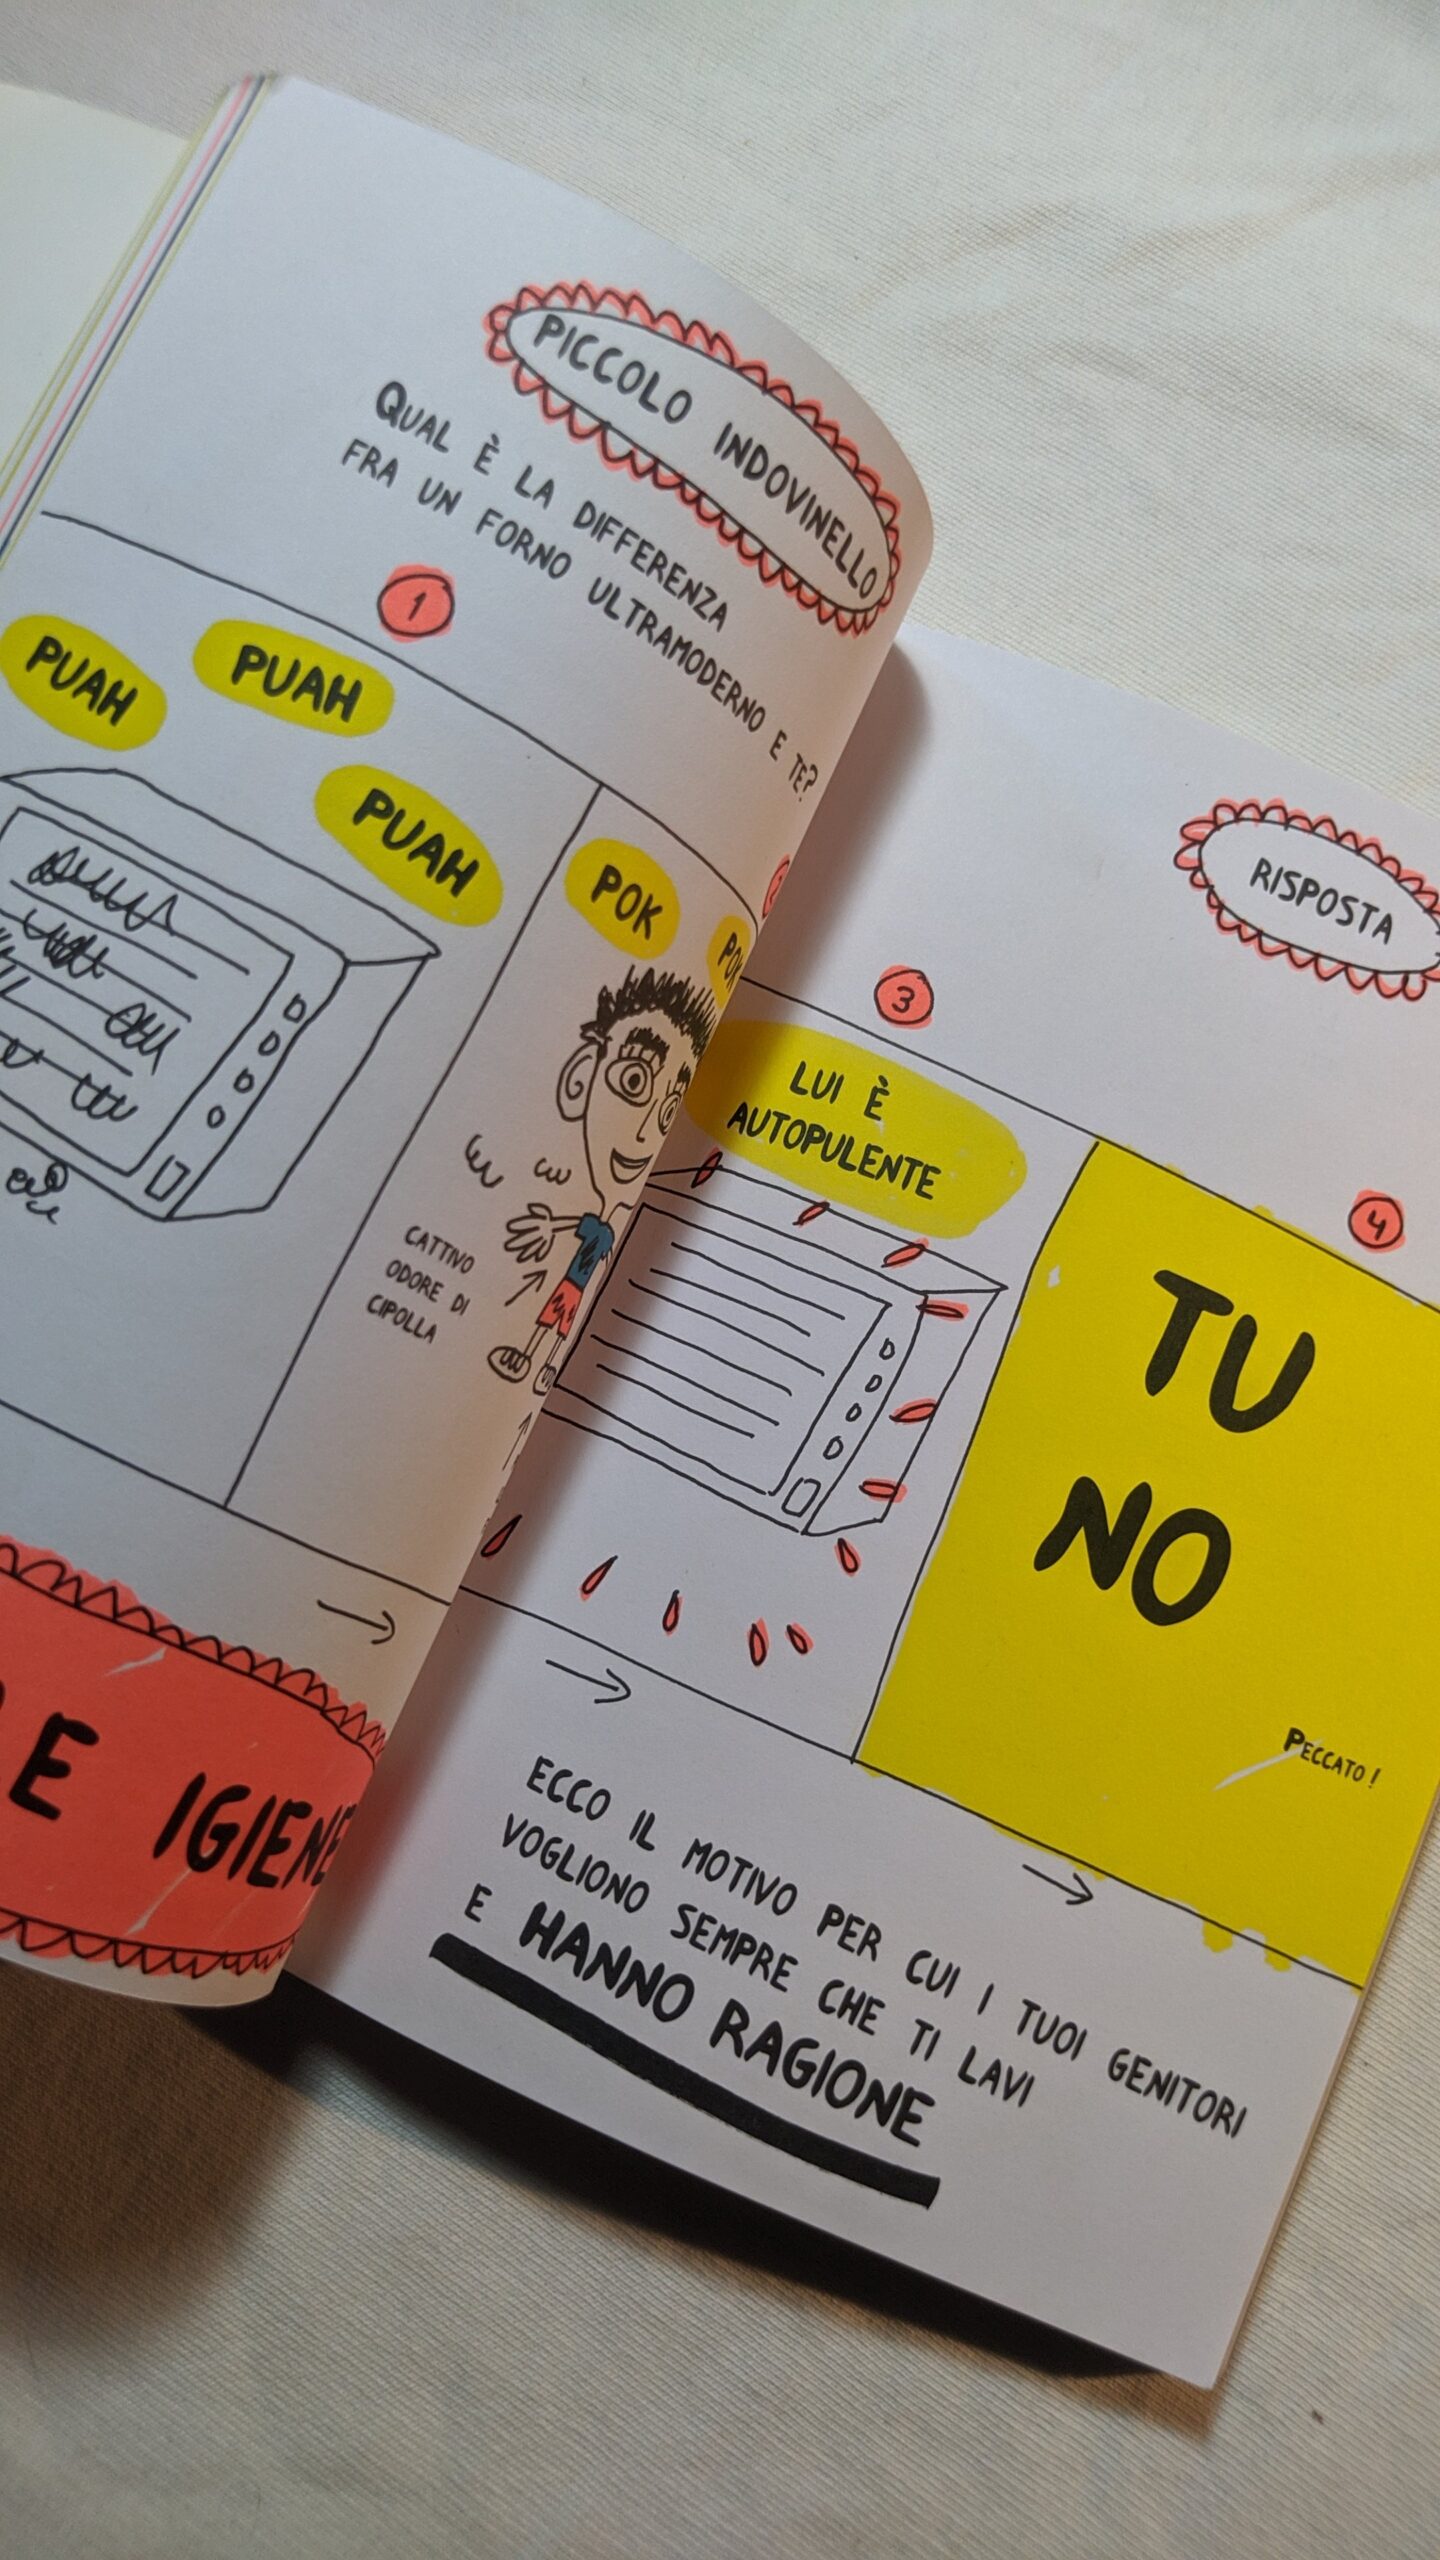 PICCOLO INDOVINELLO
QUAL È LA DIFFERENZA
FRA UN FORNO ULTRAMODERNO E TE?
1
PUAH
PUAH
PUAH
POK
POK
CATTIVO
ODORE DI
CIPOLLA
IGIENE
RISPOSTA
3
LUI È
AUTOPULENTE
4
TU
NO
PECCATO!
ECCO IL MOTIVO PER CUI I TUOI GENITORI
VOGLIONO SEMPRE CHE TI LAVI
E HANNO RAGIONE